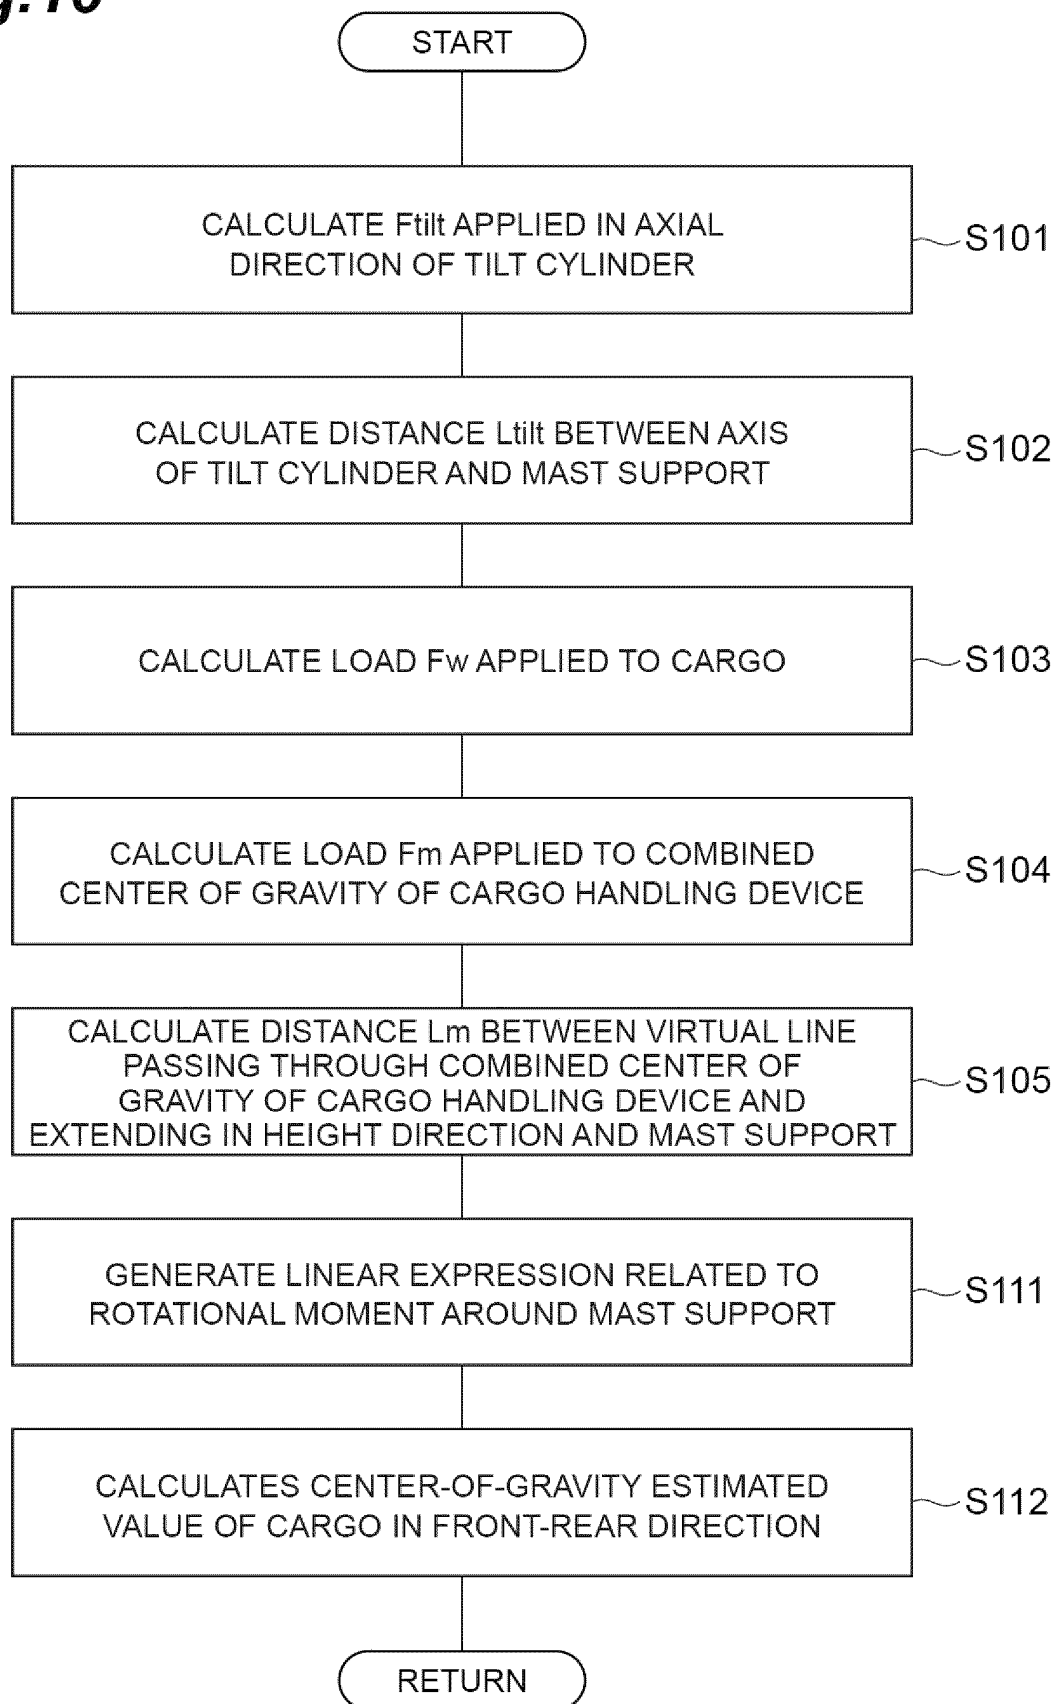 START
CALCULATE Ftilt APPLIED IN AXIAL
DIRECTION OF TILT CYLINDER
S101
CALCULATE DISTANCE Ltilt BETWEEN AXIS
OF TILT CYLINDER AND MAST SUPPORT
S102
CALCULATE LOAD Fw APPLIED TO CARGO
S103
CALCULATE LOAD Fm APPLIED TO COMBINED
CENTER OF GRAVITY OF CARGO HANDLING DEVICE
S104
CALCULATE DISTANCE Lm BETWEEN VIRTUAL LINE
PASSING THROUGH COMBINED CENTER OF
GRAVITY OF CARGO HANDLING DEVICE AND
EXTENDING IN HEIGHT DIRECTION AND MAST SUPPORT
S105
GENERATE LINEAR EXPRESSION RELATED TO
ROTATIONAL MOMENT AROUND MAST SUPPORT
S111
CALCULATES CENTER-OF-GRAVITY ESTIMATED
VALUE OF CARGO IN FRONT-REAR DIRECTION
S112
RETURN